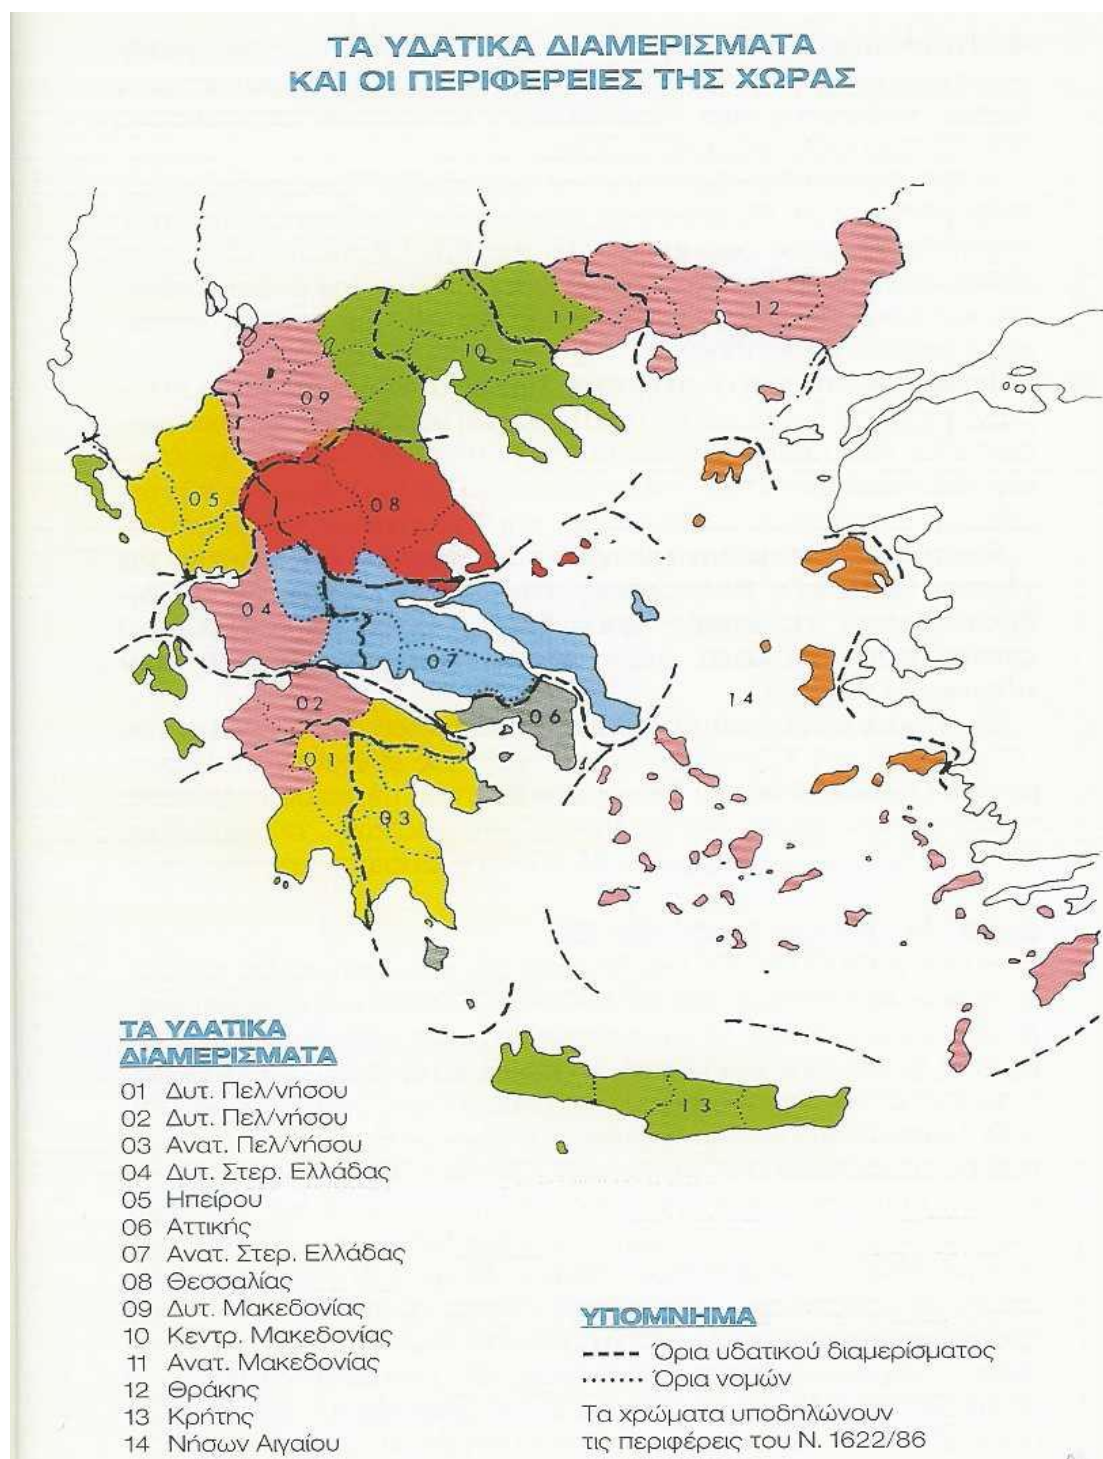 ΤΑ ΥΔΑΤΙΚΑ ΔΙΑΜΕΡΙΣΜΑΤΑ
ΚΑΙ ΟΙ ΠΕΡΙΦΕΡΕΙΕΣ ΤΗΣ ΧΩΡΑΣ
12
11
10
09
05
08
04
07
14
02
06
01
03
13
ΤΑ ΥΔΑΤΙΚΑ
ΔΙΑΜΕΡΙΣΜΑΤΑ
01 Δυτ. Πελ/νήσου
02 Δυτ. Πελ/νήσου
03 Ανατ. Πελ/νήσου
04 Δυτ. Στερ. Ελλάδας
05 Ηπείρου
06 Αττικής
07 Ανατ. Στερ. Ελλάδας
08 Θεσσαλίας
09 Δυτ. Μακεδονίας
10 Κεντρ. Μακεδονίας
11 Ανατ. Μακεδονίας
12 Θράκης
13 Κρήτης
14 Νήσων Αιγαίου
ΥΠΟΜΝΗΜΑ
Όρια υδατικού διαμερίσματος
Όρια νομών
Τα χρώματα υποδηλώνουν
τις περιφέρεις του Ν. 1622/86